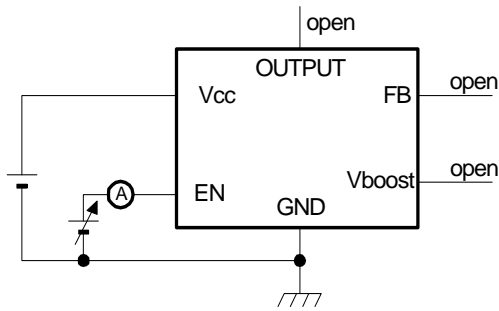 open
OUTPUT
Vcc
FB
open
open
Vboost
A
EN
GND